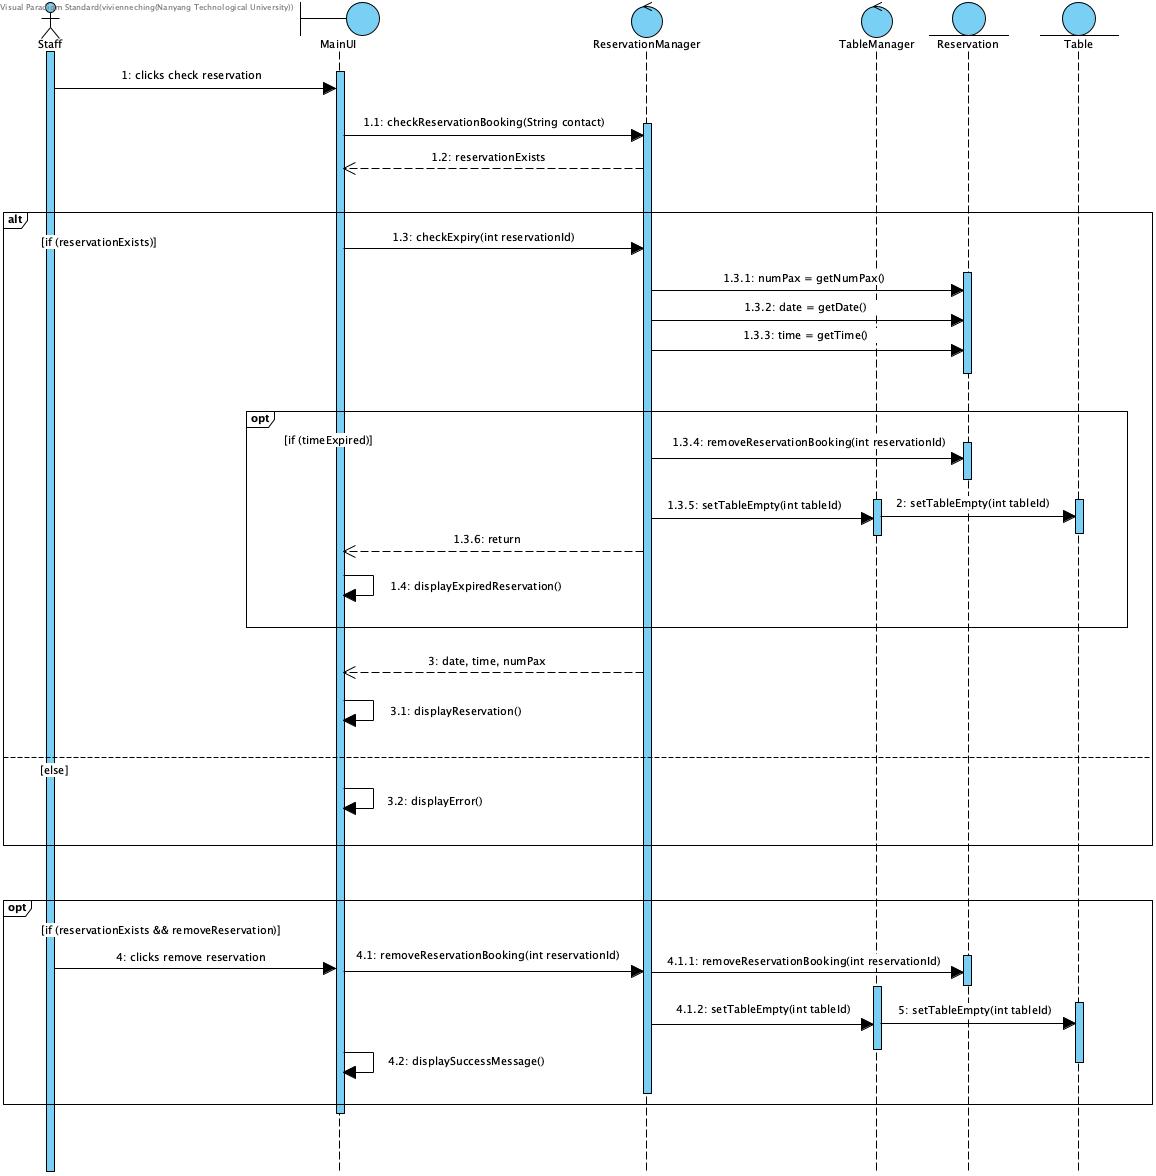 Visual Paradigm Standard(vivienneching(Nanyang Technological University))
Staff
MainUI
ReservationManager
TableManager
Reservation
Table
1: clicks check reservation
1.1: checkReservationBooking(String contact)
1.2: reservationExists
alt
[if (reservationExists)]
1.3: checkExpiry(int reservationId)
1.3.1: numPax = getNumPax()
1.3.2: date = getDate()
1.3.3: time = getTime()
opt
[if (timeExpired)]
1.3.4: removeReservationBooking(int reservationId)
1.3.5: setTableEmpty(int tableId)
2: setTableEmpty(int tableId)
1.3.6: return
1.4: displayExpiredReservation()
3: date, time, numPax
3.1: displayReservation()
[else]
3.2: displayError()
opt
[if (reservationExists && removeReservation)]
4: clicks remove reservation
4.1: removeReservationBooking(int reservationId)
4.1.1: removeReservationBooking(int reservationId)
4.1.2: setTableEmpty(int tableId)
5: setTableEmpty(int tableId)
4.2: displaySuccessMessage()